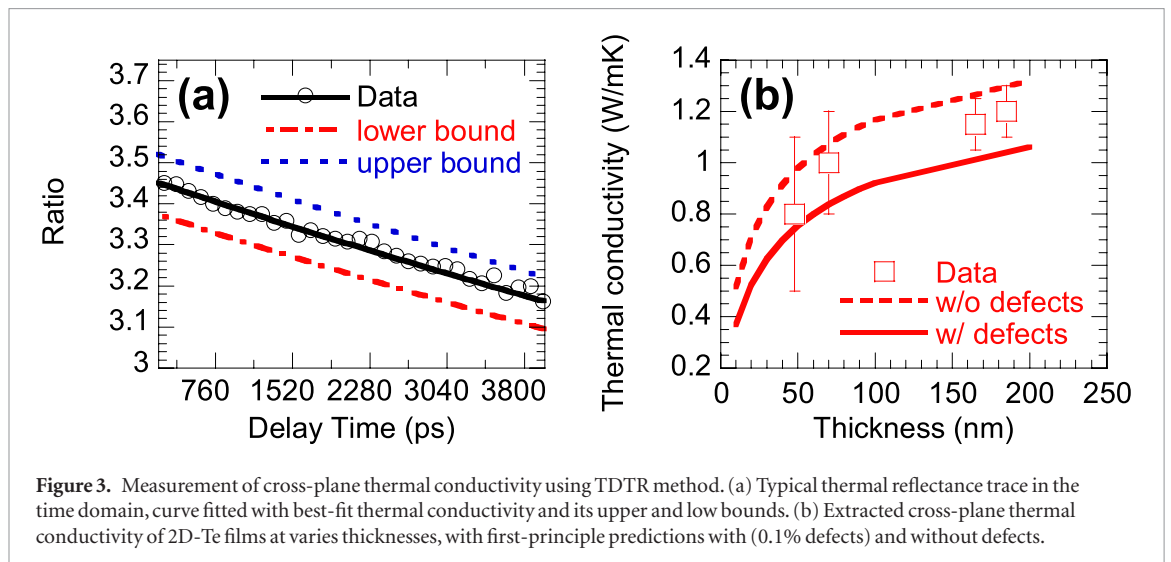 (a)
Data
lower bound
upper bound
3.7
3.6
3.5
3.4
3.3
3.2
3.1
3
Ratio
760 1520 2280 3040 3800
Delay Time (ps)
(b)
Data
w/o defects
w/ defects
1.4
1.2
1
0.8
0.6
0.4
0.2
Thermal conductivity (W/mK)
0 50 100 150 200 250
Thickness (nm)
Figure 3. Measurement of cross-plane thermal conductivity using TDTR method. (a) Typical thermal reflectance trace in the
time domain, curve fitted with best-fit thermal conductivity and its upper and low bounds. (b) Extracted cross-plane thermal
conductivity of 2D-Te films at varies thicknesses, with first-principle predictions with (0.1% defects) and without defects.